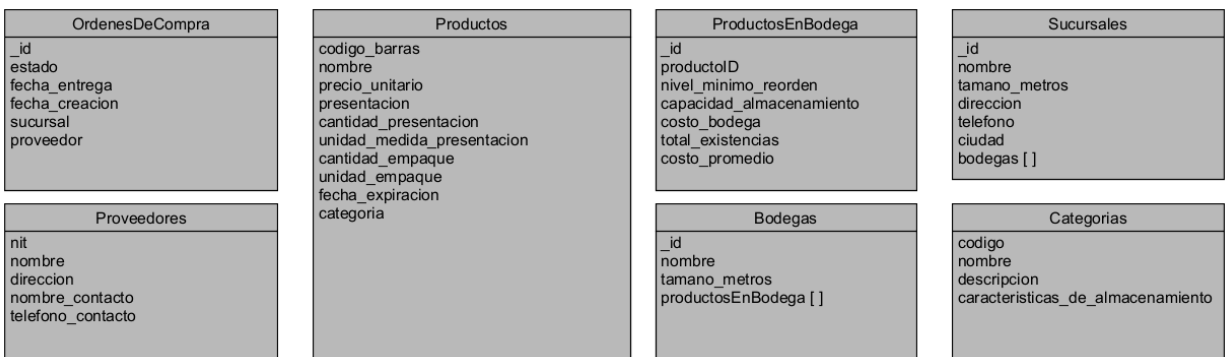 OrdenesDeCompra
_id
estado
fecha_entrega
fecha_creacion
sucursal
proveedor
Productos
codigo_barras
nombre
precio_unitario
presentacion
cantidad_presentacion
unidad_medida_presentacion
cantidad_empaque
unidad_empaque
fecha_expiracion
categoria
ProductosEnBodega
_id
productoID
nivel_minimo_reorden
capacidad_almacenamiento
costo_bodega
total_existencias
costo_promedio
Sucursales
_id
nombre
tamano_metros
direccion
telefono
ciudad
bodegas [ ]
Proveedores
nit
nombre
direccion
nombre_contacto
telefono_contacto
Bodegas
_id
nombre
tamano_metros
productosEnBodega [ ]
Categorias
codigo
nombre
descripcion
caracteristicas_de_almacenamiento